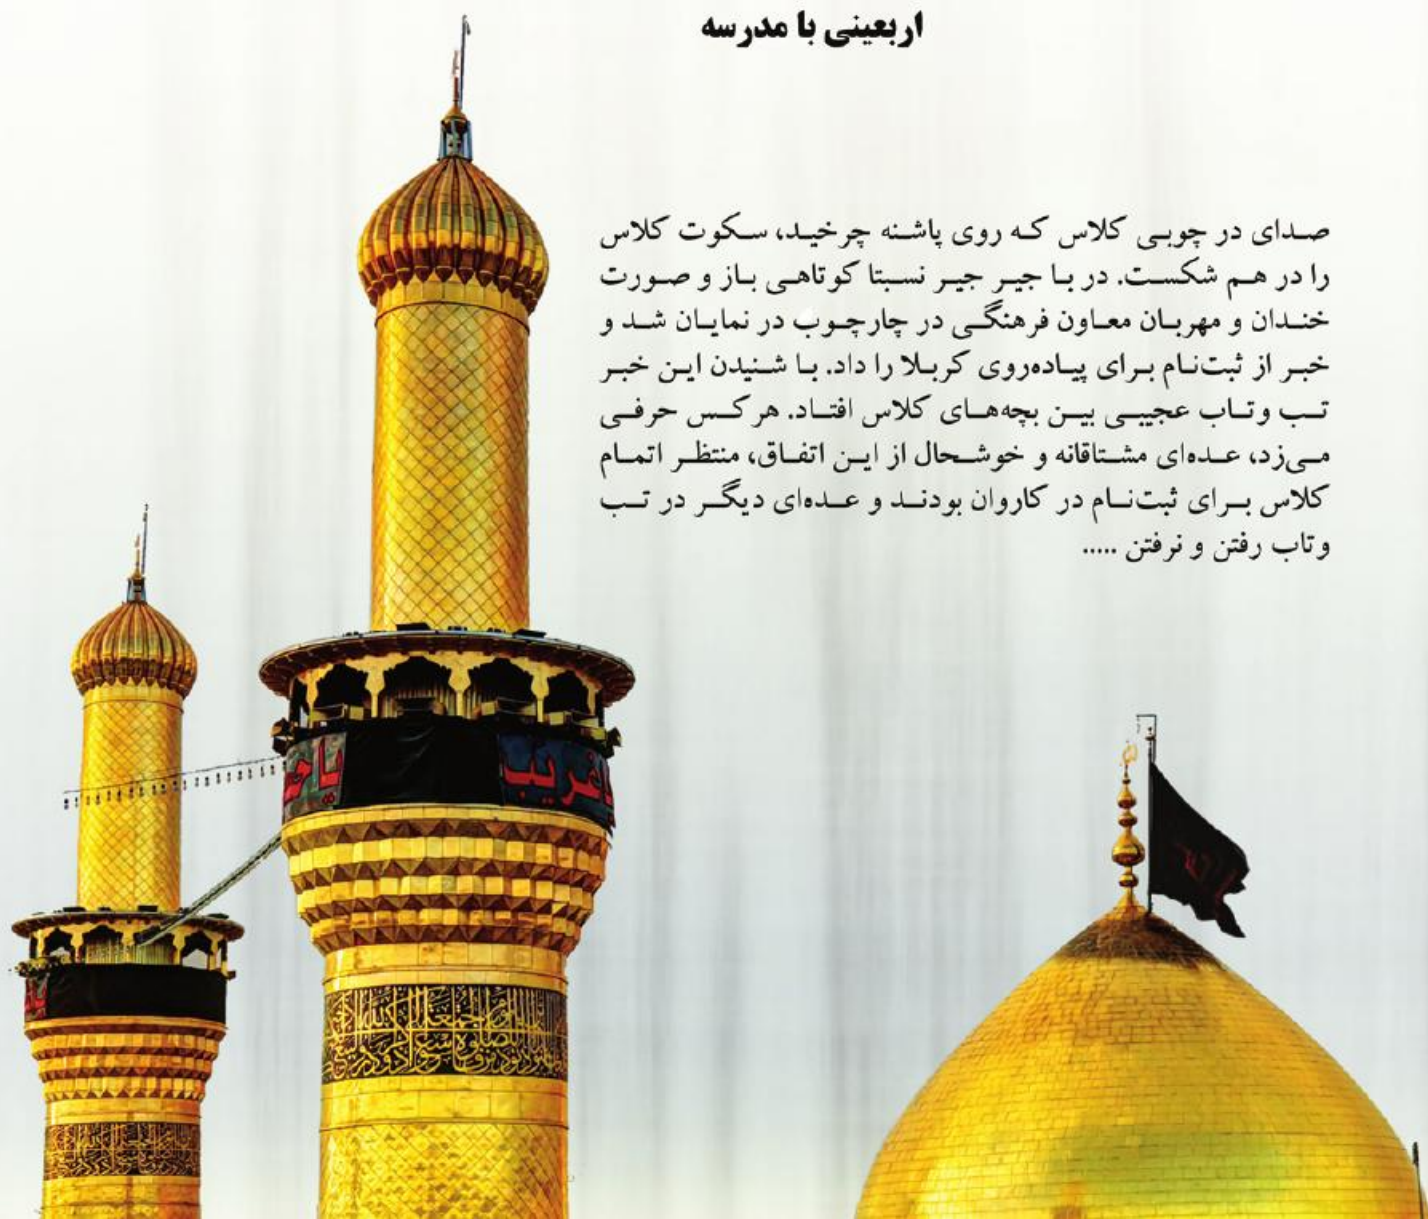 اربعینی با مدرسه
صدای در چوبی کلاس که روی پاشنه چرخید، سکوت کلاس
را در هم شکست. در با جیر جیر نسبتا کوتاهی باز و صورت
خندان و مهربان معاون فرهنگی در چارچوب در نمایان شد و
خبر از ثبت‌نام برای پیاده‌روی کربلا را داد. با شنیدن این خبر
تب و تاب عجیبی بین بچه‌های کلاس افتاد. هر کس حرفی
می‌زد، عده‌ای مشتاقانه و خوشحال از این اتفاق، منتظر اتمام
کلاس برای ثبت‌نام در کاروان بودند و عده‌ای دیگر در تب
و تاب رفتن و نرفتن .....